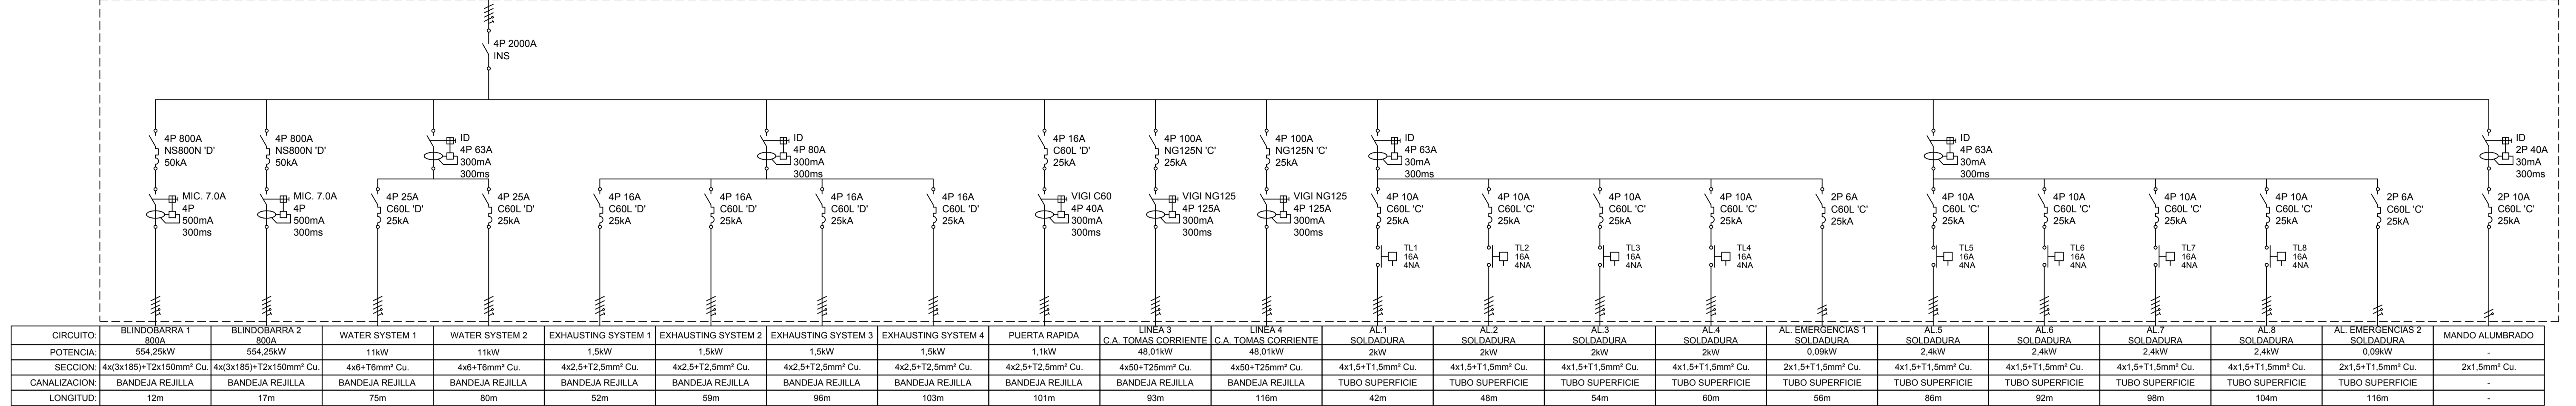 4P 2000A
INS
4P 800A
NS800N 'D'
50kA
4P 800A
NS800N 'D'
50kA
ID
4P 63A
300mA
300ms
ID
4P 80A
300mA
300ms
4P 16A
C60L 'D'
25kA
4P 100A
NG125N 'C'
25kA
4P 100A
NG125N 'C'
25kA
ID
4P 63A
30mA
300ms
ID
4P 63A
30mA
300ms
ID
2P 40A
30mA
300ms
MIC. 7.0A
4P
500mA
300ms
MIC. 7.0A
4P
500mA
300ms
4P 25A
C60L 'D'
25kA
4P 25A
C60L 'D'
25kA
4P 16A
C60L 'D'
25kA
4P 16A
C60L 'D'
25kA
4P 16A
C60L 'D'
25kA
4P 16A
C60L 'D'
25kA
VIGI C60
4P 40A
300mA
300ms
VIGI NG125
4P 125A
300mA
300ms
VIGI NG125
4P 125A
300mA
300ms
4P 10A
C60L 'C'
25kA
4P 10A
C60L 'C'
25kA
4P 10A
C60L 'C'
25kA
4P 10A
C60L 'C'
25kA
2P 6A
C60L 'C'
25kA
4P 10A
C60L 'C'
25kA
4P 10A
C60L 'C'
25kA
4P 10A
C60L 'C'
25kA
4P 10A
C60L 'C'
25kA
2P 6A
C60L 'C'
25kA
2P 10A
C60L 'C'
25kA
TL1
16A
4NA
TL2
16A
4NA
TL3
16A
4NA
TL4
16A
4NA
TL5
16A
4NA
TL6
16A
4NA
TL7
16A
4NA
TL8
16A
4NA
CIRCUITO: BLINDOBARRA 1 800A BLINDOBARRA 2 800A WATER SYSTEM 1 WATER SYSTEM 2 EXHAUSTING SYSTEM 1 EXHAUSTING SYSTEM 2 EXHAUSTING SYSTEM 3 EXHAUSTING SYSTEM 4 PUERTA RAPIDA LINEA 3 C.A. TOMAS CORRIENTE LINEA 4 C.A. TOMAS CORRIENTE AL.1 SOLDADURA AL.2 SOLDADURA AL.3 SOLDADURA AL.4 SOLDADURA AL. EMERGENCIAS 1 SOLDADURA AL.5 SOLDADURA AL.6 SOLDADURA AL.7 SOLDADURA AL.8 SOLDADURA AL. EMERGENCIAS 2 SOLDADURA MANDO ALUMBRADO
POTENCIA: 554,25kW 554,25kW 11kW 11kW 1,5kW 1,5kW 1,5kW 1,5kW 1,1kW 48,01kW 48,01kW 2kW 2kW 2kW 2kW 0,09kW 2,4kW 2,4kW 2,4kW 2,4kW 0,09kW -
SECCION: 4x(3x185)+T2x150mm² Cu. 4x(3x185)+T2x150mm² Cu. 4x6+T6mm² Cu. 4x6+T6mm² Cu. 4x2,5+T2,5mm² Cu. 4x2,5+T2,5mm² Cu. 4x2,5+T2,5mm² Cu. 4x2,5+T2,5mm² Cu. 4x2,5+T2,5mm² Cu. 4x50+T25mm² Cu. 4x50+T25mm² Cu. 4x1,5+T1,5mm² Cu. 4x1,5+T1,5mm² Cu. 4x1,5+T1,5mm² Cu. 4x1,5+T1,5mm² Cu. 2x1,5+T1,5mm² Cu. 4x1,5+T1,5mm² Cu. 4x1,5+T1,5mm² Cu. 4x1,5+T1,5mm² Cu. 4x1,5+T1,5mm² Cu. 2x1,5+T1,5mm² Cu. 2x1,5mm² Cu.
CANALIZACION: BANDEJA REJILLA BANDEJA REJILLA BANDEJA REJILLA BANDEJA REJILLA BANDEJA REJILLA BANDEJA REJILLA BANDEJA REJILLA BANDEJA REJILLA BANDEJA REJILLA BANDEJA REJILLA BANDEJA REJILLA TUBO SUPERFICIE TUBO SUPERFICIE TUBO SUPERFICIE TUBO SUPERFICIE TUBO SUPERFICIE TUBO SUPERFICIE TUBO SUPERFICIE TUBO SUPERFICIE TUBO SUPERFICIE TUBO SUPERFICIE -
LONGITUD: 12m 17m 75m 80m 52m 59m 96m 103m 101m 93m 116m 42m 48m 54m 60m 56m 86m 92m 98m 104m 116m -